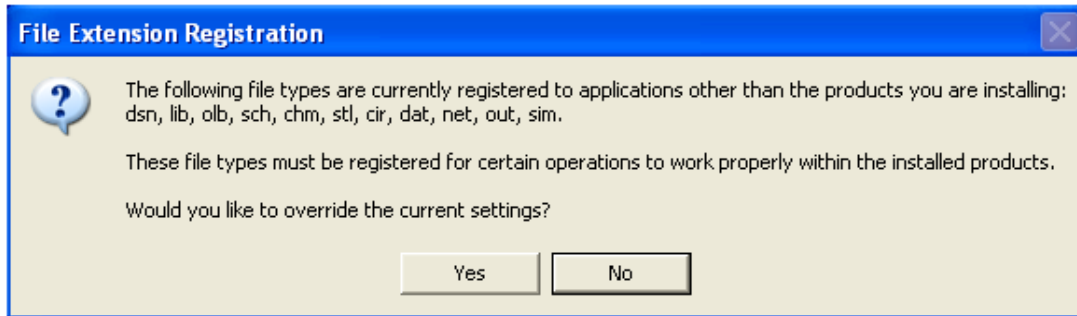 File Extension Registration
The following file types are currently registered to applications other than the products you are installing:
dsn, lib, olb, sch, chm, stl, cir, dat, net, out, sim.
These file types must be registered for certain operations to work properly within the installed products.
Would you like to override the current settings?
Yes
No